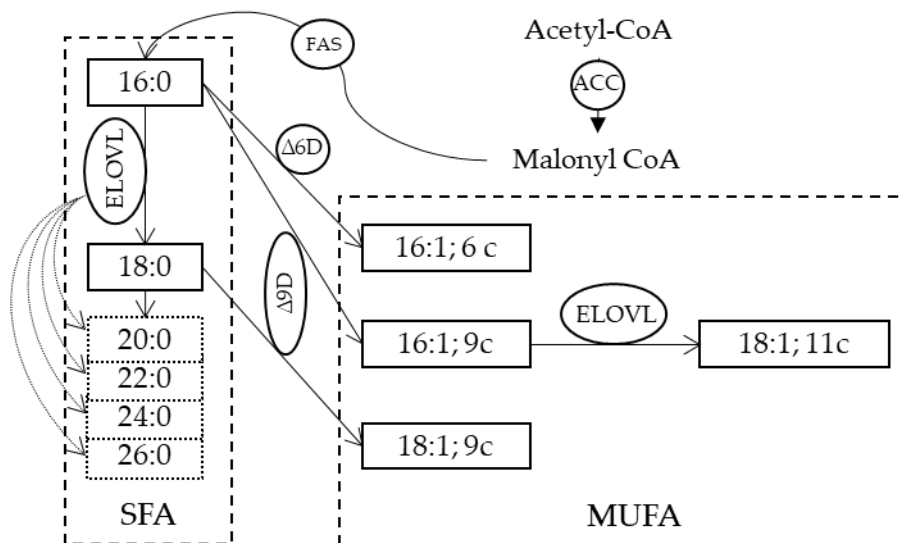 Acetyl-CoA
FAS
ACC
16:0
Δ6D
Malonyl CoA
ELOVL
16:1; 6 c
18:0
Δ9D
ELOVL
20:0
16:1; 9c
18:1; 11c
22:0
24:0
18:1; 9c
26:0
SFA
MUFA